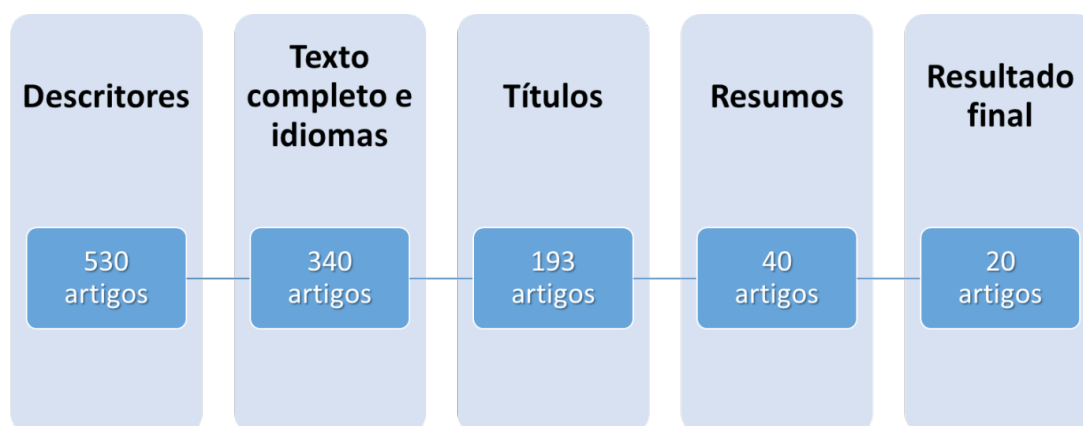 Descritores
Texto
completo e
idiomas
Títulos
Resumos
Resultado
final
530
artigos
340
artigos
193
artigos
40
artigos
20
artigos